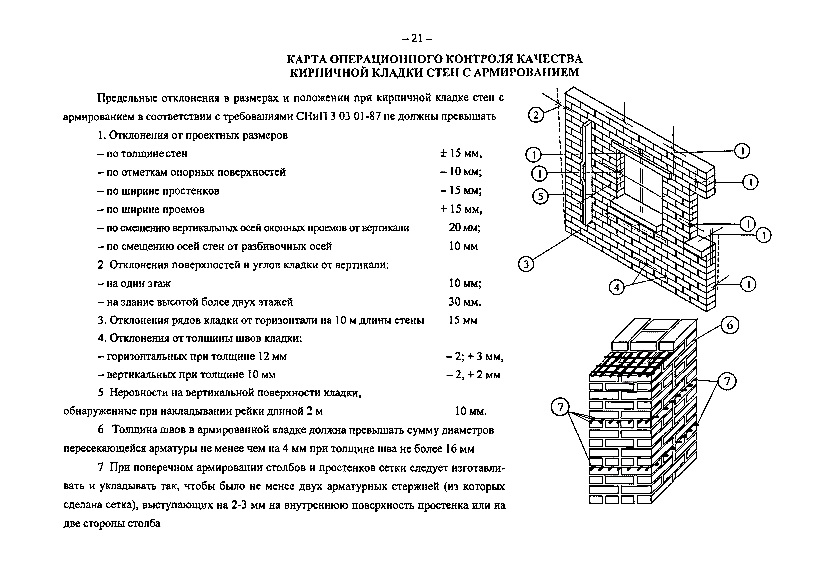 – 21 –
КАРТА ОПЕРАЦИОННОГО КОНТРОЛЯ КАЧЕСТВА
КИРПИЧНОЙ КЛАДКИ СТЕН С АРМИРОВАНИЕМ
Предельные отклонения в размерах и положении при кирпичной кладке стен с
армированием в соответствии с требованиями СНиП 3 03 01-87 не должны превышать
1. Отклонения от проектных размеров
– по толщине стен ± 15 мм,
– по отметкам опорных поверхностей – 10 мм;
– по ширине простенков – 15 мм;
– по ширине проемов + 15 мм,
– по смещению вертикальных осей оконных проемов от вертикали 20 мм;
– по смещению осей стен от разбивочных осей 10 мм
2 Отклонения поверхностей и углов кладки от вертикали:
– на один этаж 10 мм;
– на здание высотой более двух этажей 30 мм.
3. Отклонения рядов кладки от горизонтали на 10 м длины стены 15 мм
4. Отклонения от толщины швов кладки:
– горизонтальных при толщине 12 мм – 2; + 3 мм,
– вертикальных при толщине 10 мм – 2, + 2 мм
5 Неровности на вертикальной поверхности кладки,
обнаруженные при накладывании рейки длиной 2 м 10 мм.
6 Толщина швов в армированной кладке должна превышать сумму диаметров
пересекающейся арматуры не менее чем на 4 мм при толщине шва не более 16 мм
7 При поперечном армировании столбов и простенков сетки следует изготавли-
вать и укладывать так, чтобы было не менее двух арматурных стержней (из которых
сделана сетка), выступающих на 2-3 мм на внутреннюю поверхность простенка или на
две стороны столба
2
1
1
1
1
5
1
1
3
4
1
6
7
7